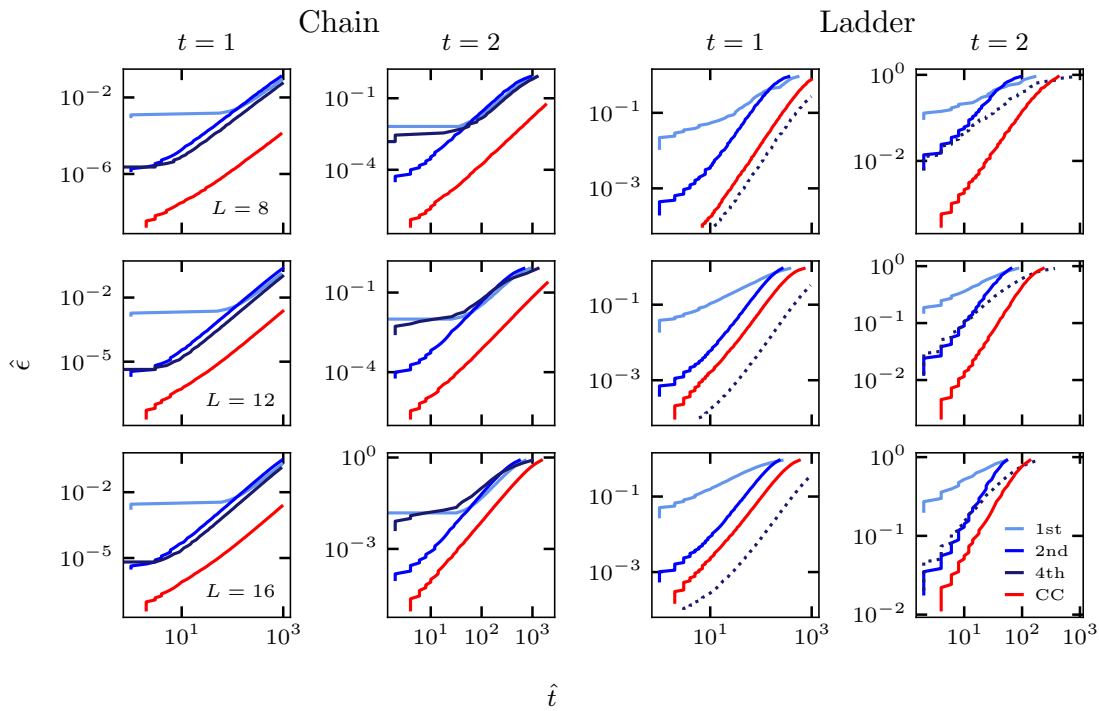 Chain
Ladder
t = 1
t = 2
t = 1
t = 2
10^{-2}
10^{-6}
L = 8
10^{-1}
10^{-4}
10^{-1}
10^{-3}
10^0
10^{-2}
10^{-2}
10^{-5}
L = 12
10^{-1}
10^{-4}
10^{-1}
10^{-3}
10^0
10^{-1}
10^{-2}
ϵ̂
10^{-2}
10^{-5}
L = 16
10^1
10^3
10^0
10^{-3}
10^1
10^2
10^3
10^{-1}
10^{-3}
10^1
10^3
10^0
10^{-1}
10^{-2}
1st
2nd
4th
CC
10^1
10^2
10^3
t̂